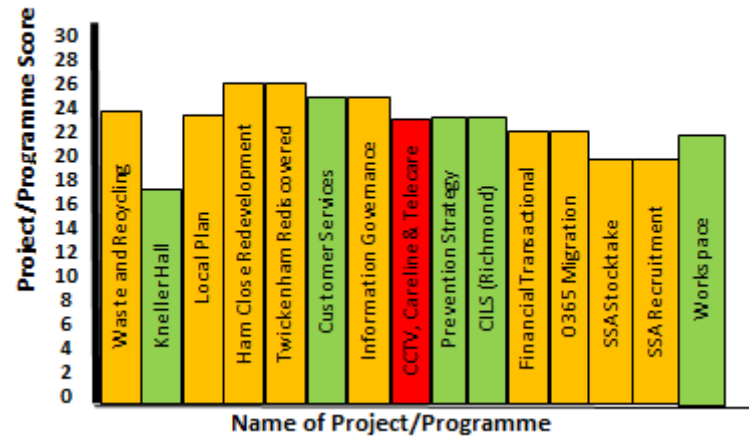 Project/Programme Score
30
28
26
24
22
20
18
16
14
12
10
8
6
4
2
0
Waste and Recycling
Kneller Hall
Local Plan
Ham Close Redevelopment
Twickenham Rediscovered
Customer Services
Information Governance
CCTV, Careline & Telecare
Prevention Strategy
CILS (Richmond)
Financial Transactional
O365 Migration
SSA Stocktake
SSA Recruitment
Workspace
Name of Project/Programme